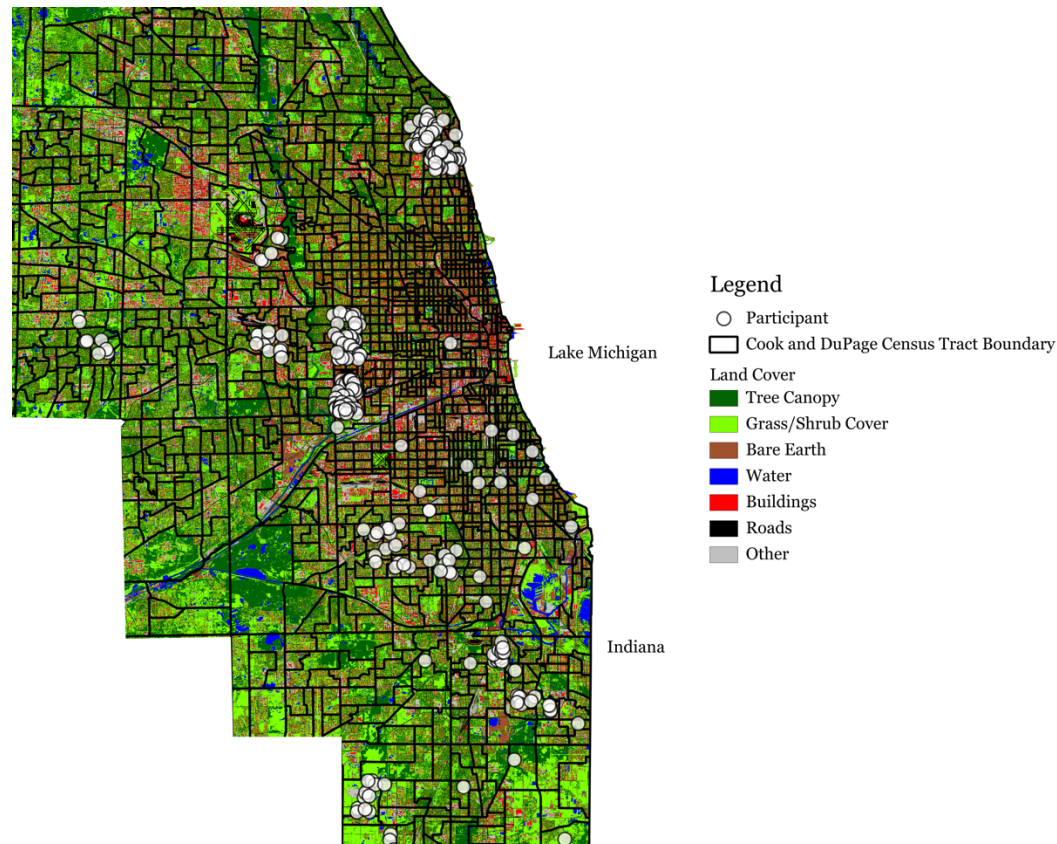 Lake Michigan
Indiana
Legend
Participant
Cook and DuPage Census Tract Boundary
Land Cover
Tree Canopy
Grass/Shrub Cover
Bare Earth
Water
Buildings
Roads
Other